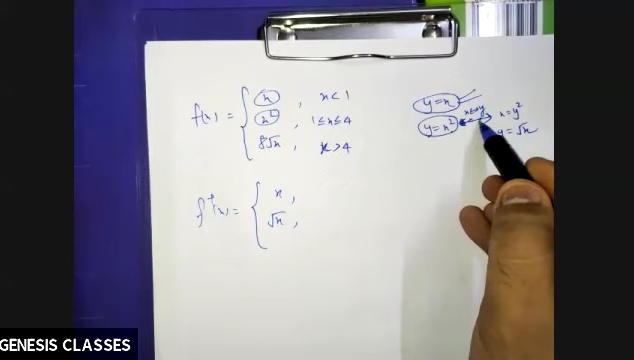 f(x) = { x , x < 1
x² , 1 ≤ x ≤ 4
8√x , x > 4
y = x
y = x²
x↔y
x = y²
y = √x
f⁻¹(x) = { x ,
√x ,
GENESIS CLASSES